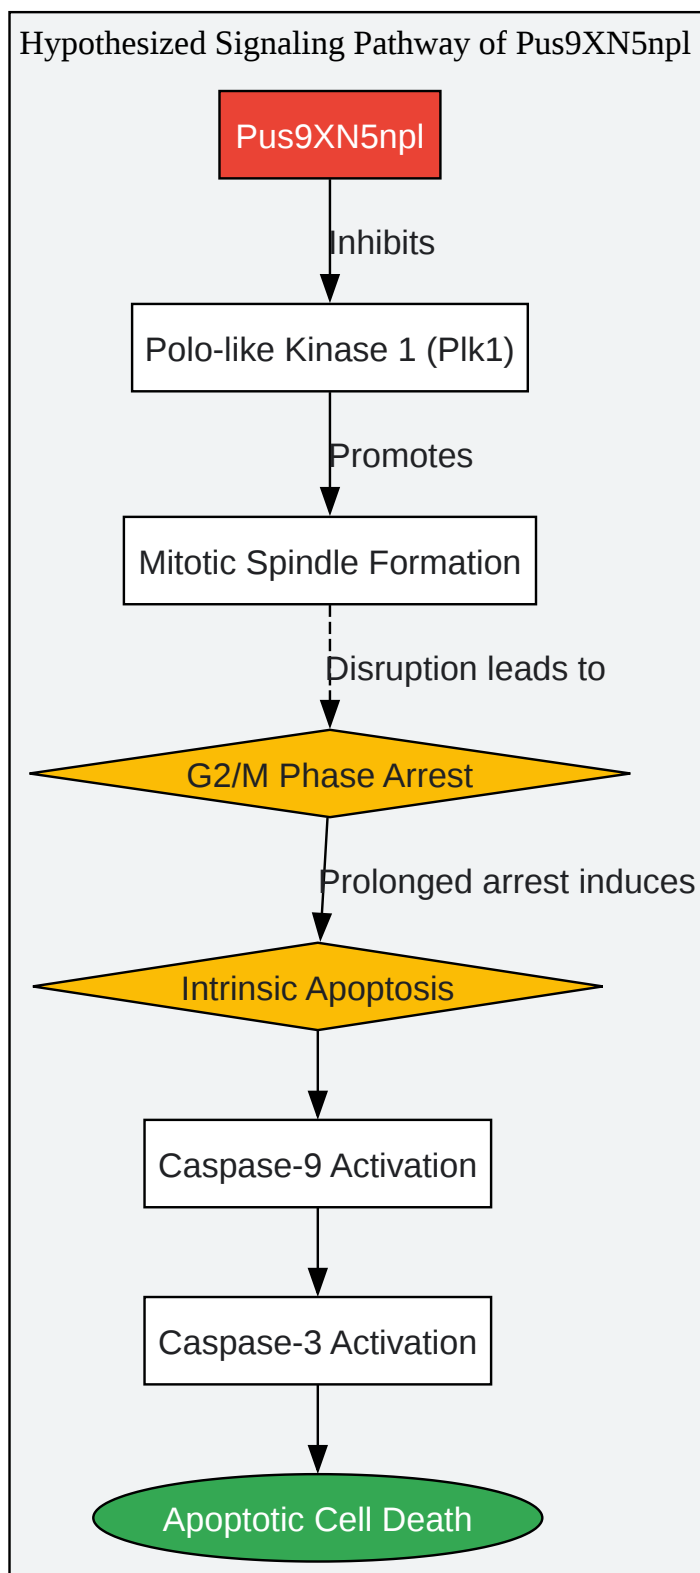 Hypothesized Signaling Pathway of Pus9XN5npl
Pus9XN5npl
Inhibits
Polo-like Kinase 1 (Plk1)
Promotes
Mitotic Spindle Formation
Disruption leads to
G2/M Phase Arrest
Prolonged arrest induces
Intrinsic Apoptosis
Caspase-9 Activation
Caspase-3 Activation
Apoptotic Cell Death